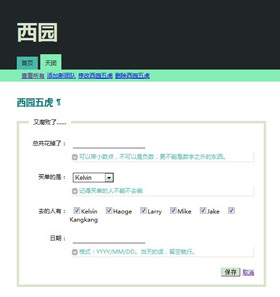 西园
首页 天团
查看所有 添加新团队 修改西园五虎 删除西园五虎
西园五虎 ¶
又腐败了......
总共花掉了：
可以带小数点，不可以是负数，更不能是数字之外的东西。
买单的是： Kelvin
记得买单的人不能不去嘛
去的人有： Kelvin Haoge Larry Mike Jake
Kangkang
日期：
格式：YYYY/MM/DD。当天的话，留空就行。
保存 取消